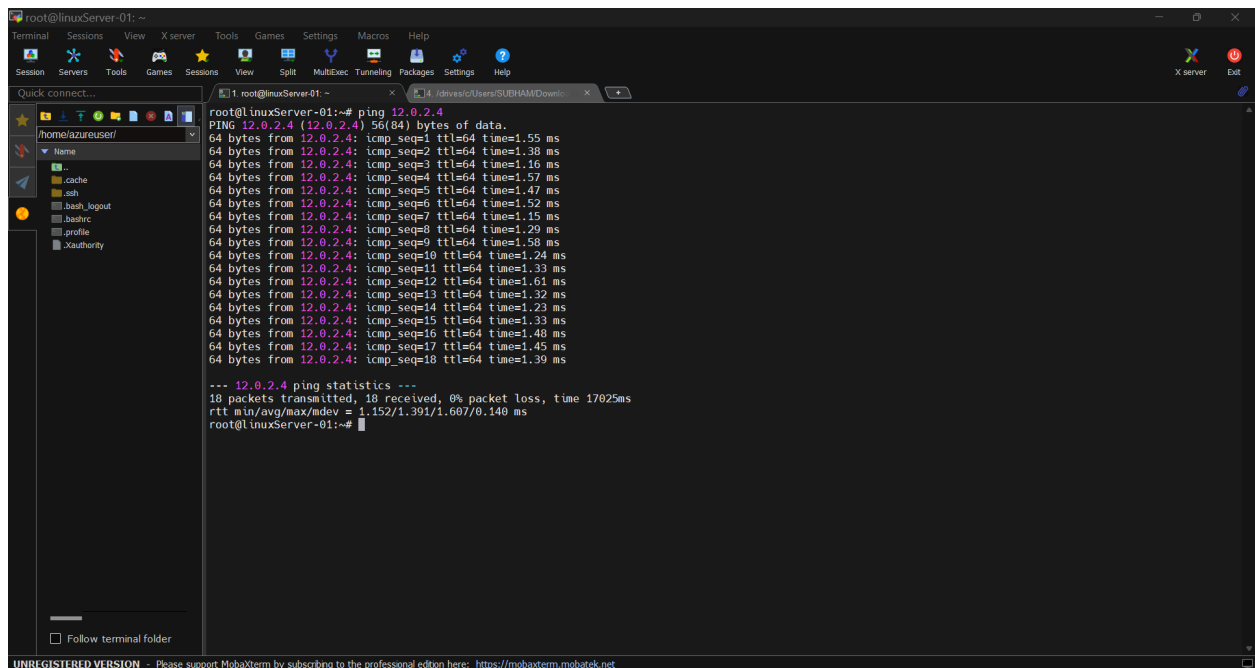 root@linuxServer-01: ~
Terminal Sessions View X server Tools Games Settings Macros Help
Session Servers Tools Games Sessions View Split MultiExec Tunneling Packages Settings Help X server Exit
Quick connect...
1. root@linuxServer-01: ~
4. /drives/c/Users/SUBHAM/Downlo
/home/azureuser/
Name
..
.cache
.ssh
.bash_logout
.bashrc
.profile
.Xauthority
root@linuxServer-01:~# ping 12.0.2.4
PING 12.0.2.4 (12.0.2.4) 56(84) bytes of data.
64 bytes from 12.0.2.4: icmp_seq=1 ttl=64 time=1.55 ms
64 bytes from 12.0.2.4: icmp_seq=2 ttl=64 time=1.38 ms
64 bytes from 12.0.2.4: icmp_seq=3 ttl=64 time=1.16 ms
64 bytes from 12.0.2.4: icmp_seq=4 ttl=64 time=1.57 ms
64 bytes from 12.0.2.4: icmp_seq=5 ttl=64 time=1.47 ms
64 bytes from 12.0.2.4: icmp_seq=6 ttl=64 time=1.52 ms
64 bytes from 12.0.2.4: icmp_seq=7 ttl=64 time=1.15 ms
64 bytes from 12.0.2.4: icmp_seq=8 ttl=64 time=1.29 ms
64 bytes from 12.0.2.4: icmp_seq=9 ttl=64 time=1.58 ms
64 bytes from 12.0.2.4: icmp_seq=10 ttl=64 time=1.24 ms
64 bytes from 12.0.2.4: icmp_seq=11 ttl=64 time=1.33 ms
64 bytes from 12.0.2.4: icmp_seq=12 ttl=64 time=1.61 ms
64 bytes from 12.0.2.4: icmp_seq=13 ttl=64 time=1.32 ms
64 bytes from 12.0.2.4: icmp_seq=14 ttl=64 time=1.23 ms
64 bytes from 12.0.2.4: icmp_seq=15 ttl=64 time=1.33 ms
64 bytes from 12.0.2.4: icmp_seq=16 ttl=64 time=1.48 ms
64 bytes from 12.0.2.4: icmp_seq=17 ttl=64 time=1.45 ms
64 bytes from 12.0.2.4: icmp_seq=18 ttl=64 time=1.39 ms
--- 12.0.2.4 ping statistics ---
18 packets transmitted, 18 received, 0% packet loss, time 17025ms
rtt min/avg/max/mdev = 1.152/1.391/1.607/0.140 ms
root@linuxServer-01:~#
Follow terminal folder
UNREGISTERED VERSION - Please support MobaXterm by subscribing to the professional edition here: https://mobaxterm.mobatek.net